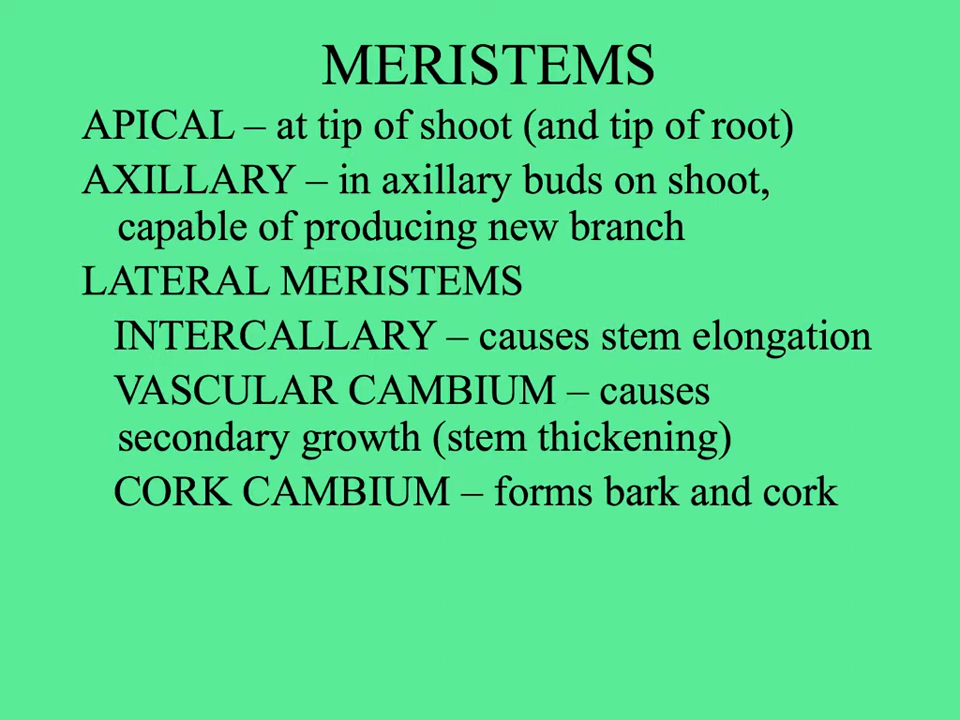 MERISTEMS
APICAL – at tip of shoot (and tip of root)
AXILLARY – in axillary buds on shoot,
capable of producing new branch
LATERAL MERISTEMS
INTERCALLARY – causes stem elongation
VASCULAR CAMBIUM – causes
secondary growth (stem thickening)
CORK CAMBIUM – forms bark and cork